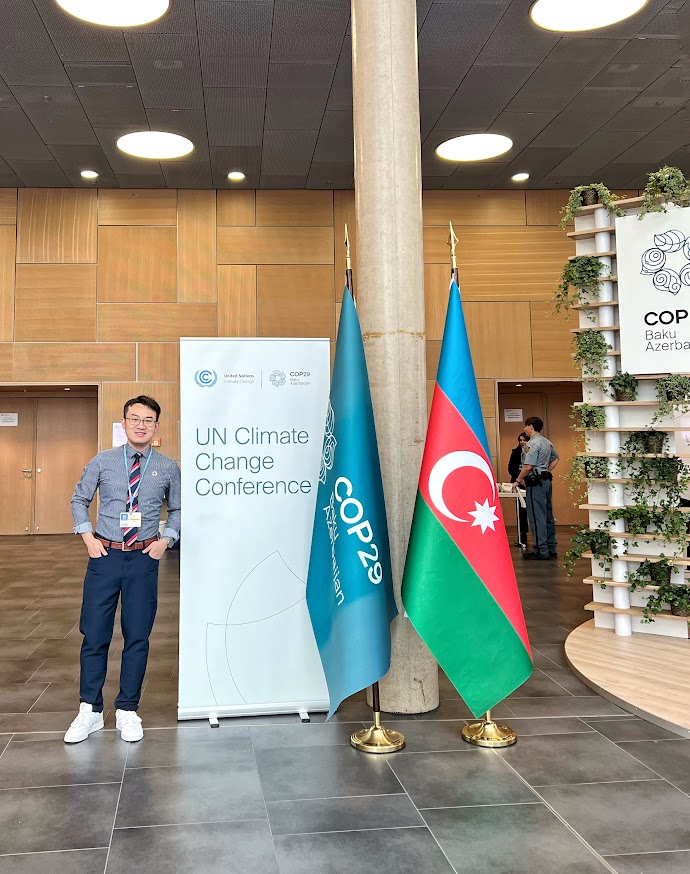 United Nations
Climate Change
COP29
Baku
Azerbaijan
UN Climate
Change
Conference
COP29
Azerbaijan
COP
Baku
Azerba